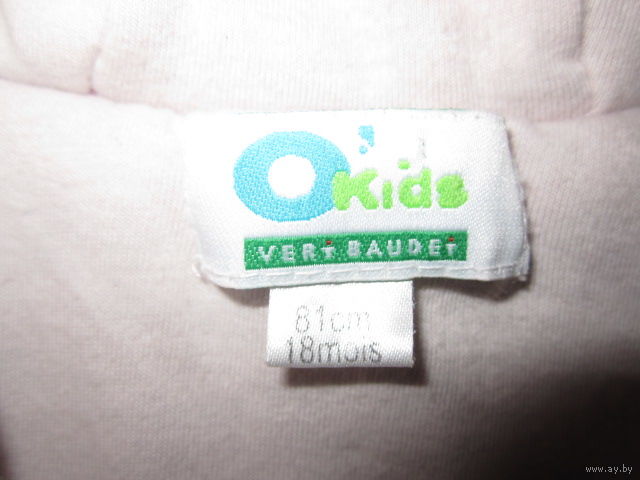 O'Kids
VERT BAUDET
81cm
18mois
www.ay.by